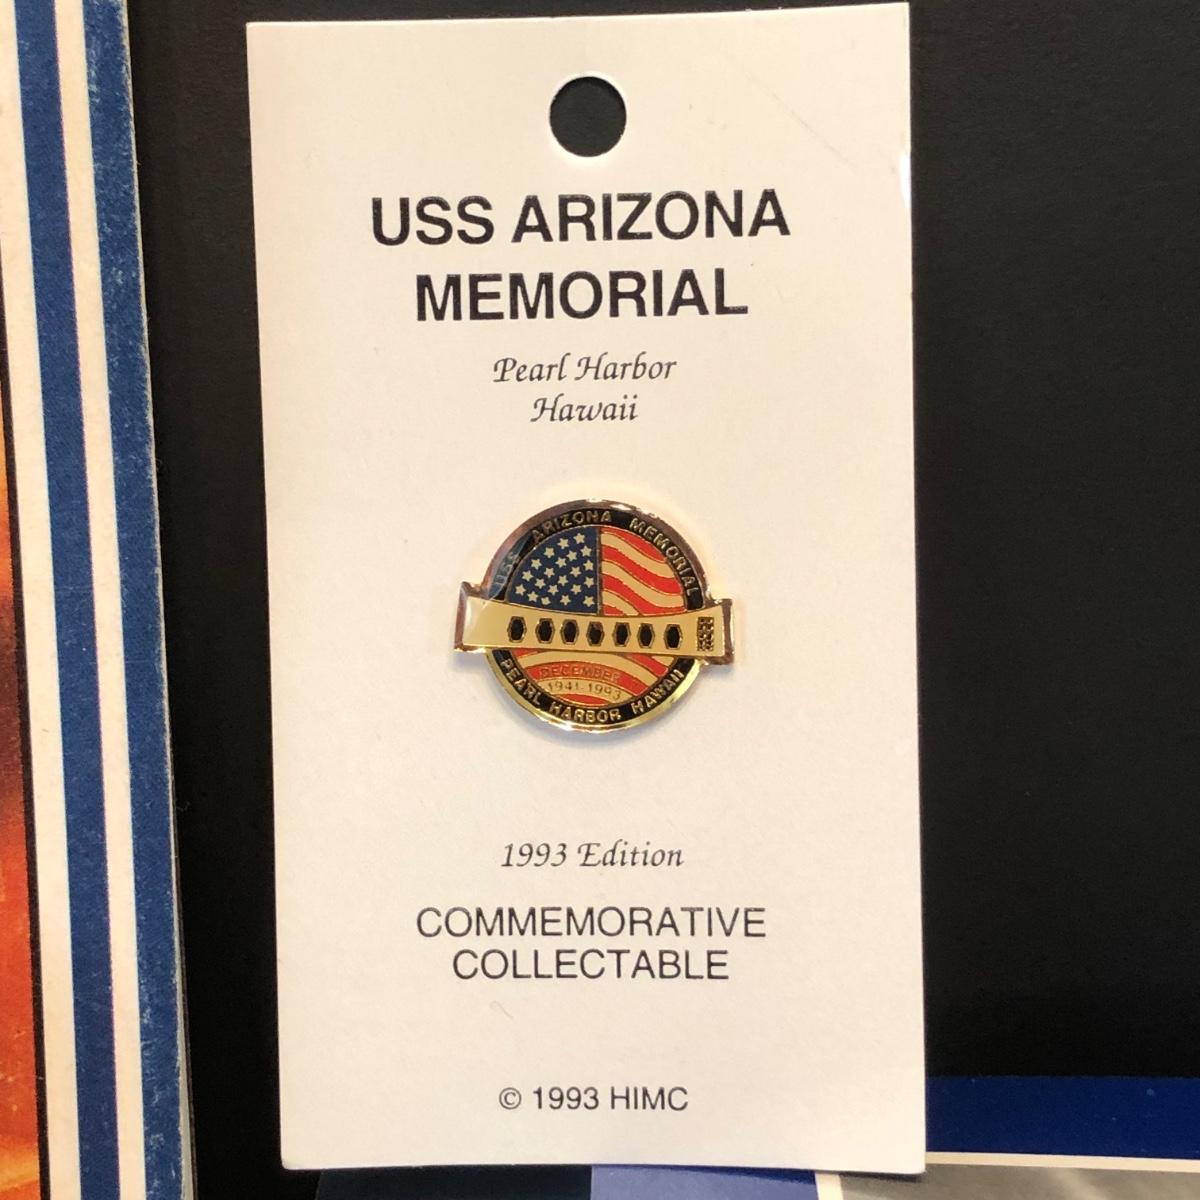 USS ARIZONA
MEMORIAL
Pearl Harbor
Hawaii
USS ARIZONA MEMORIAL
DECEMBER
1941-1993
PEARL HARBOR HAWAII
1993 Edition
COMMEMORATIVE
COLLECTABLE
© 1993 HIMC